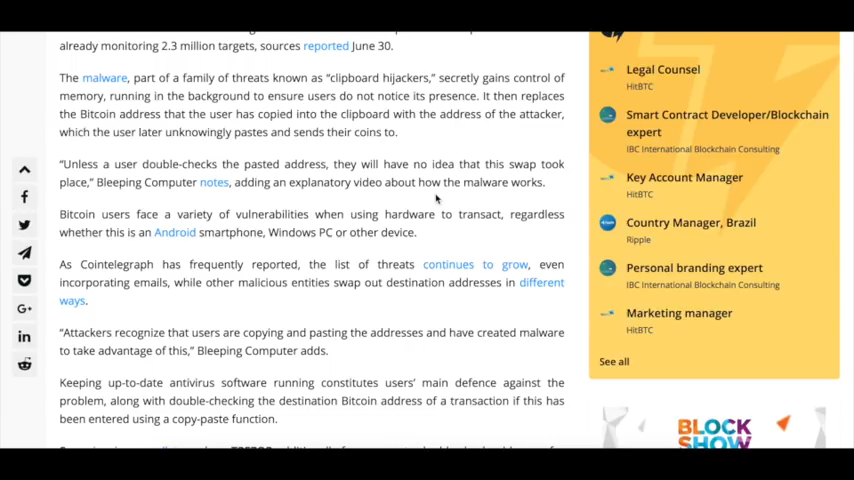 already monitoring 2.3 million targets, sources reported June 30.
The malware, part of a family of threats known as “clipboard hijackers,” secretly gains control of
memory, running in the background to ensure users do not notice its presence. It then replaces
the Bitcoin address that the user has copied into the clipboard with the address of the attacker,
which the user later unknowingly pastes and sends their coins to.
“Unless a user double-checks the pasted address, they will have no idea that this swap took
place,” Bleeping Computer notes, adding an explanatory video about how the malware works.
Bitcoin users face a variety of vulnerabilities when using hardware to transact, regardless
whether this is an Android smartphone, Windows PC or other device.
As Cointelegraph has frequently reported, the list of threats continues to grow, even
incorporating emails, while other malicious entities swap out destination addresses in different
ways.
“Attackers recognize that users are copying and pasting the addresses and have created malware
to take advantage of this,” Bleeping Computer adds.
Keeping up-to-date antivirus software running constitutes users’ main defence against the
problem, along with double-checking the destination Bitcoin address of a transaction if this has
been entered using a copy-paste function.
Legal Counsel
HitBTC
Smart Contract Developer/Blockchain
expert
IBC International Blockchain Consulting
Key Account Manager
HitBTC
Country Manager, Brazil
Ripple
Personal branding expert
IBC International Blockchain Consulting
Marketing manager
HitBTC
See all
BLOCK
SHOW